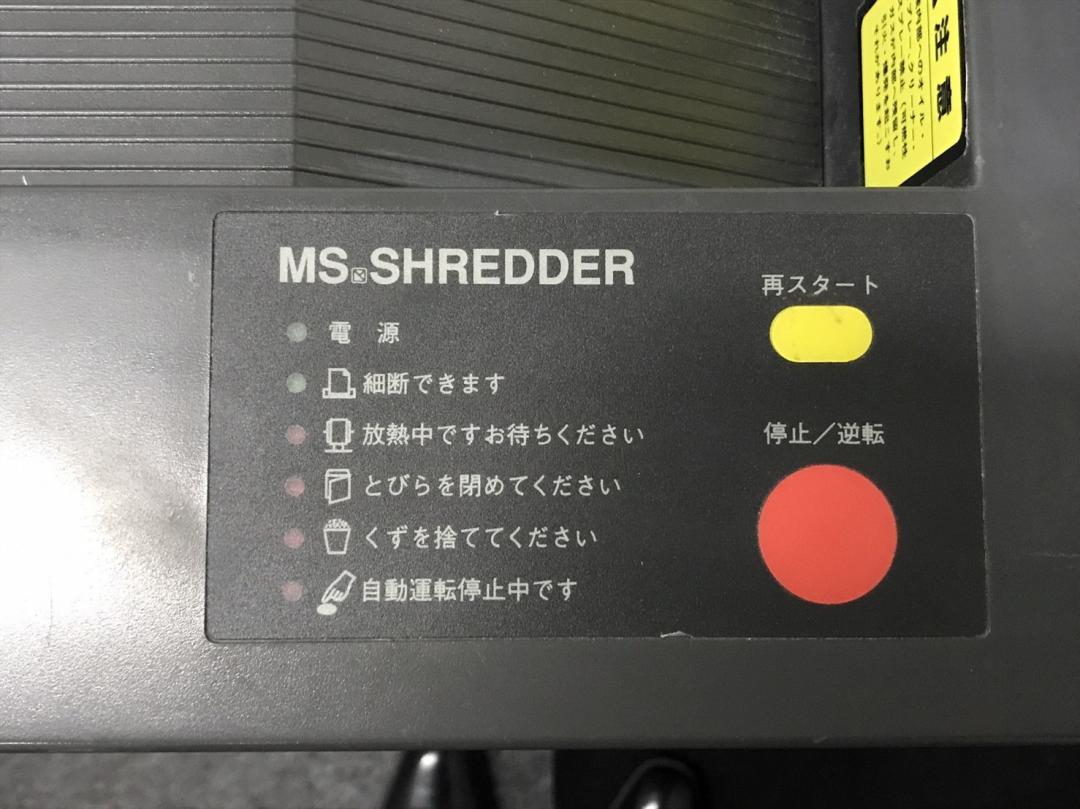 注意
MS SHREDDER
再スタート
電源
細断できます
放熱中ですお待ちください
停止／逆転
とびらを閉めてください
くずを捨ててください
自動運転停止中です